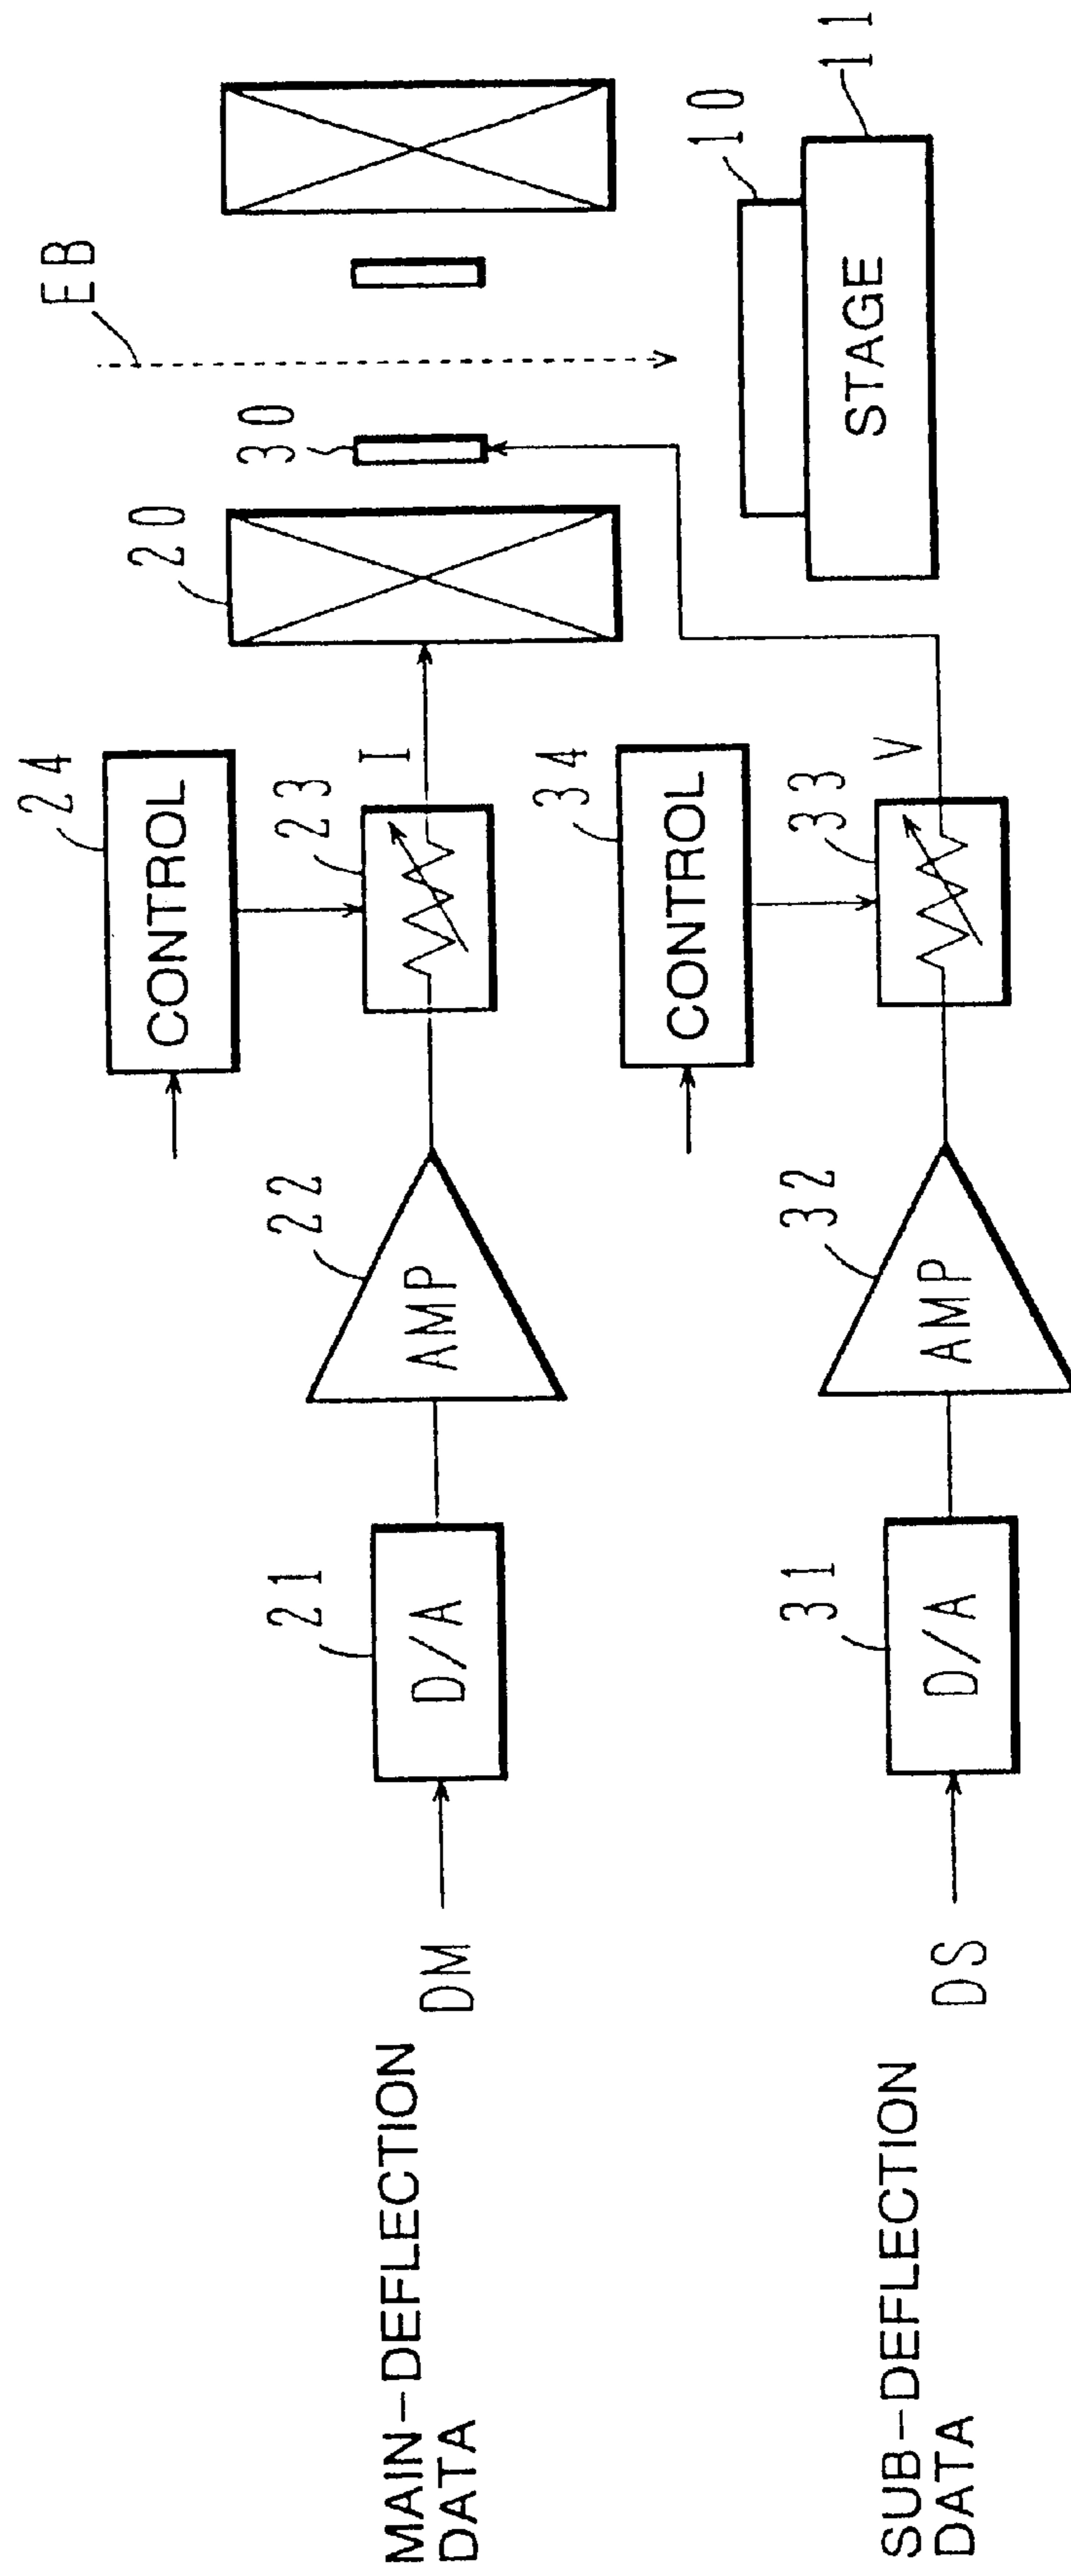 MAIN-DEFLECTION
DATA
DM
21
D/A
22
AMP
24
CONTROL
23
I
20
30
EB
SUB-DEFLECTION
DATA
DS
31
D/A
32
AMP
34
CONTROL
33
V
10
STAGE
11